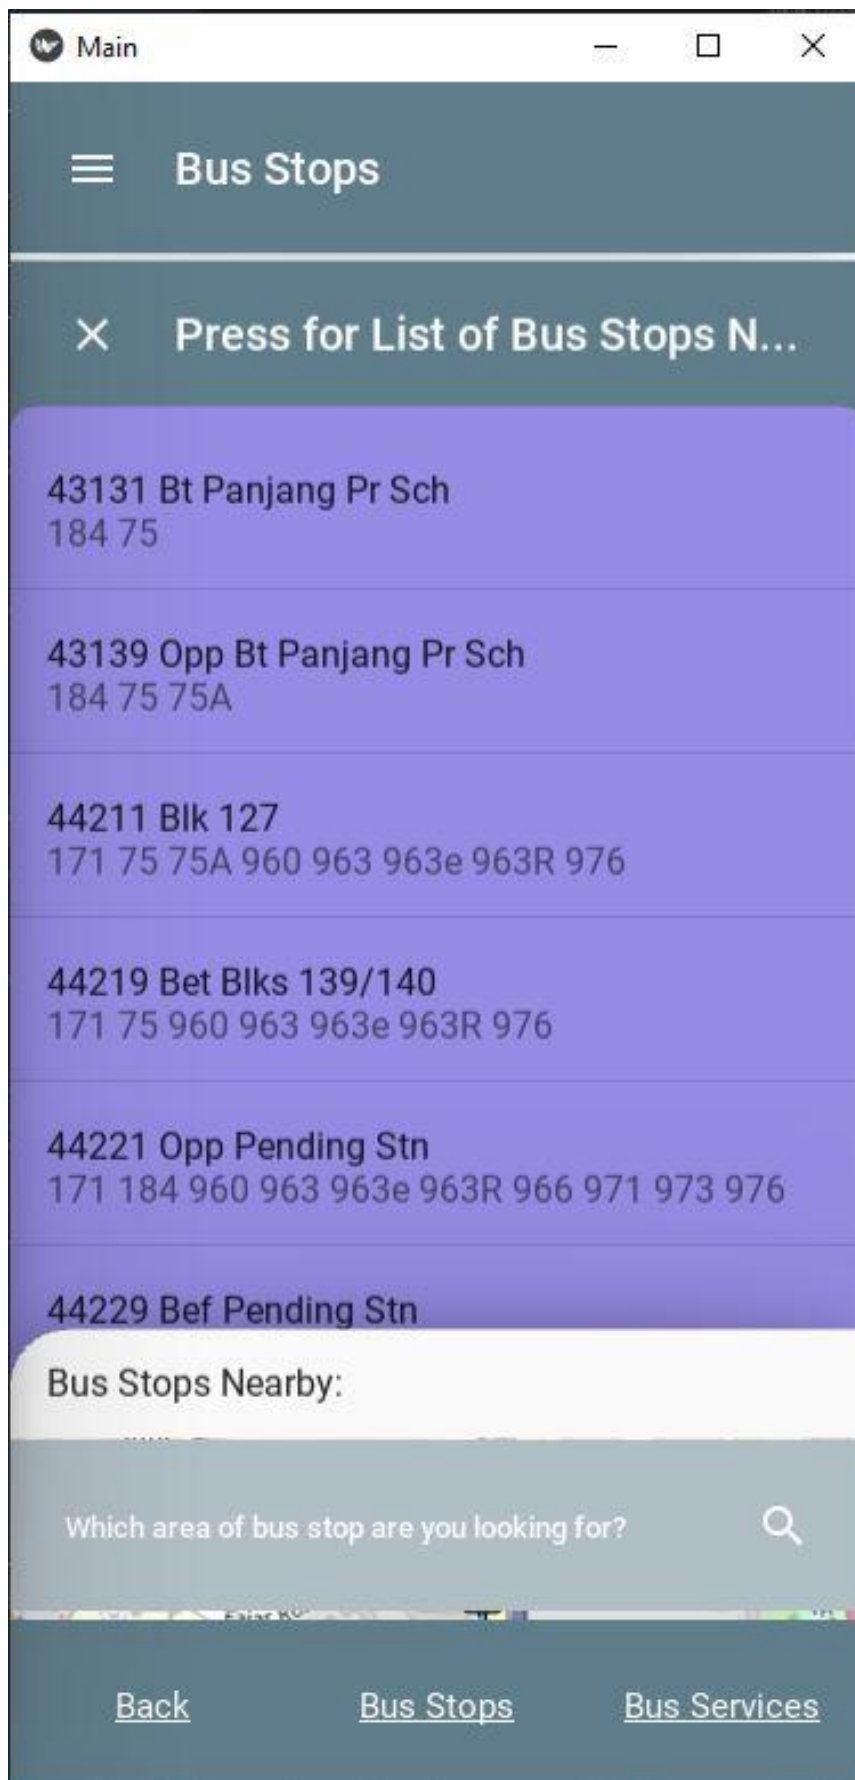 Main
Bus Stops
Press for List of Bus Stops N...
43131 Bt Panjang Pr Sch
184 75
43139 Opp Bt Panjang Pr Sch
184 75 75A
44211 Blk 127
171 75 75A 960 963 963e 963R 976
44219 Bet Blks 139/140
171 75 960 963 963e 963R 976
44221 Opp Pending Stn
171 184 960 963 963e 963R 966 971 973 976
44229 Bef Pending Stn
Bus Stops Nearby:
Which area of bus stop are you looking for?
Back Bus Stops Bus Services